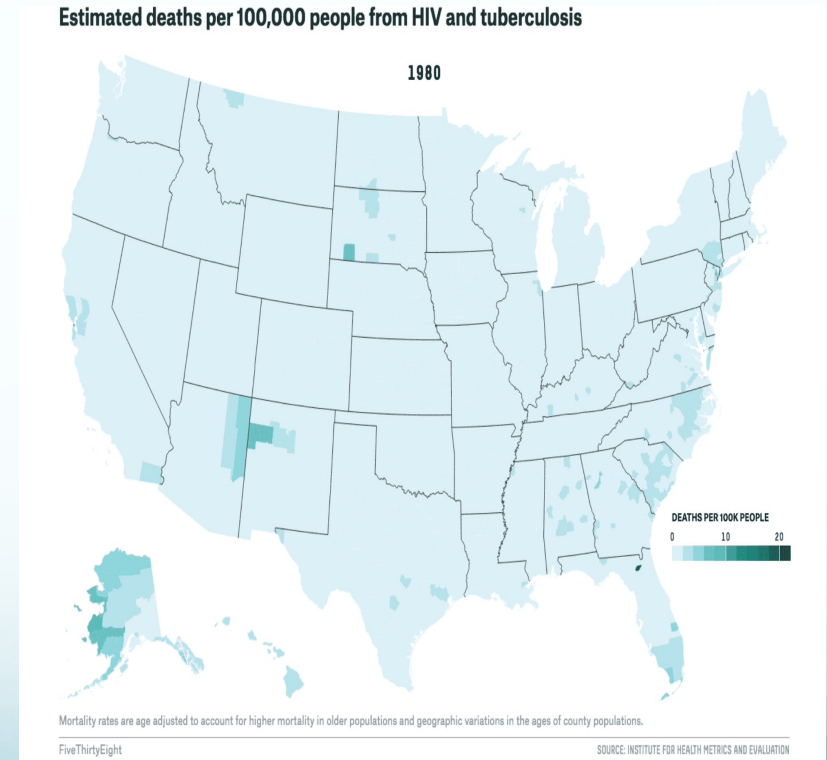 Estimated deaths per 100,000 people from HIV and tuberculosis
1980
DEATHS PER 100K PEOPLE
0 10 20
Mortality rates are age adjusted to account for higher mortality in older populations and geographic variations in the ages of county populations.
FiveThirtyEight SOURCE: INSTITUTE FOR HEALTH METRICS AND EVALUATION